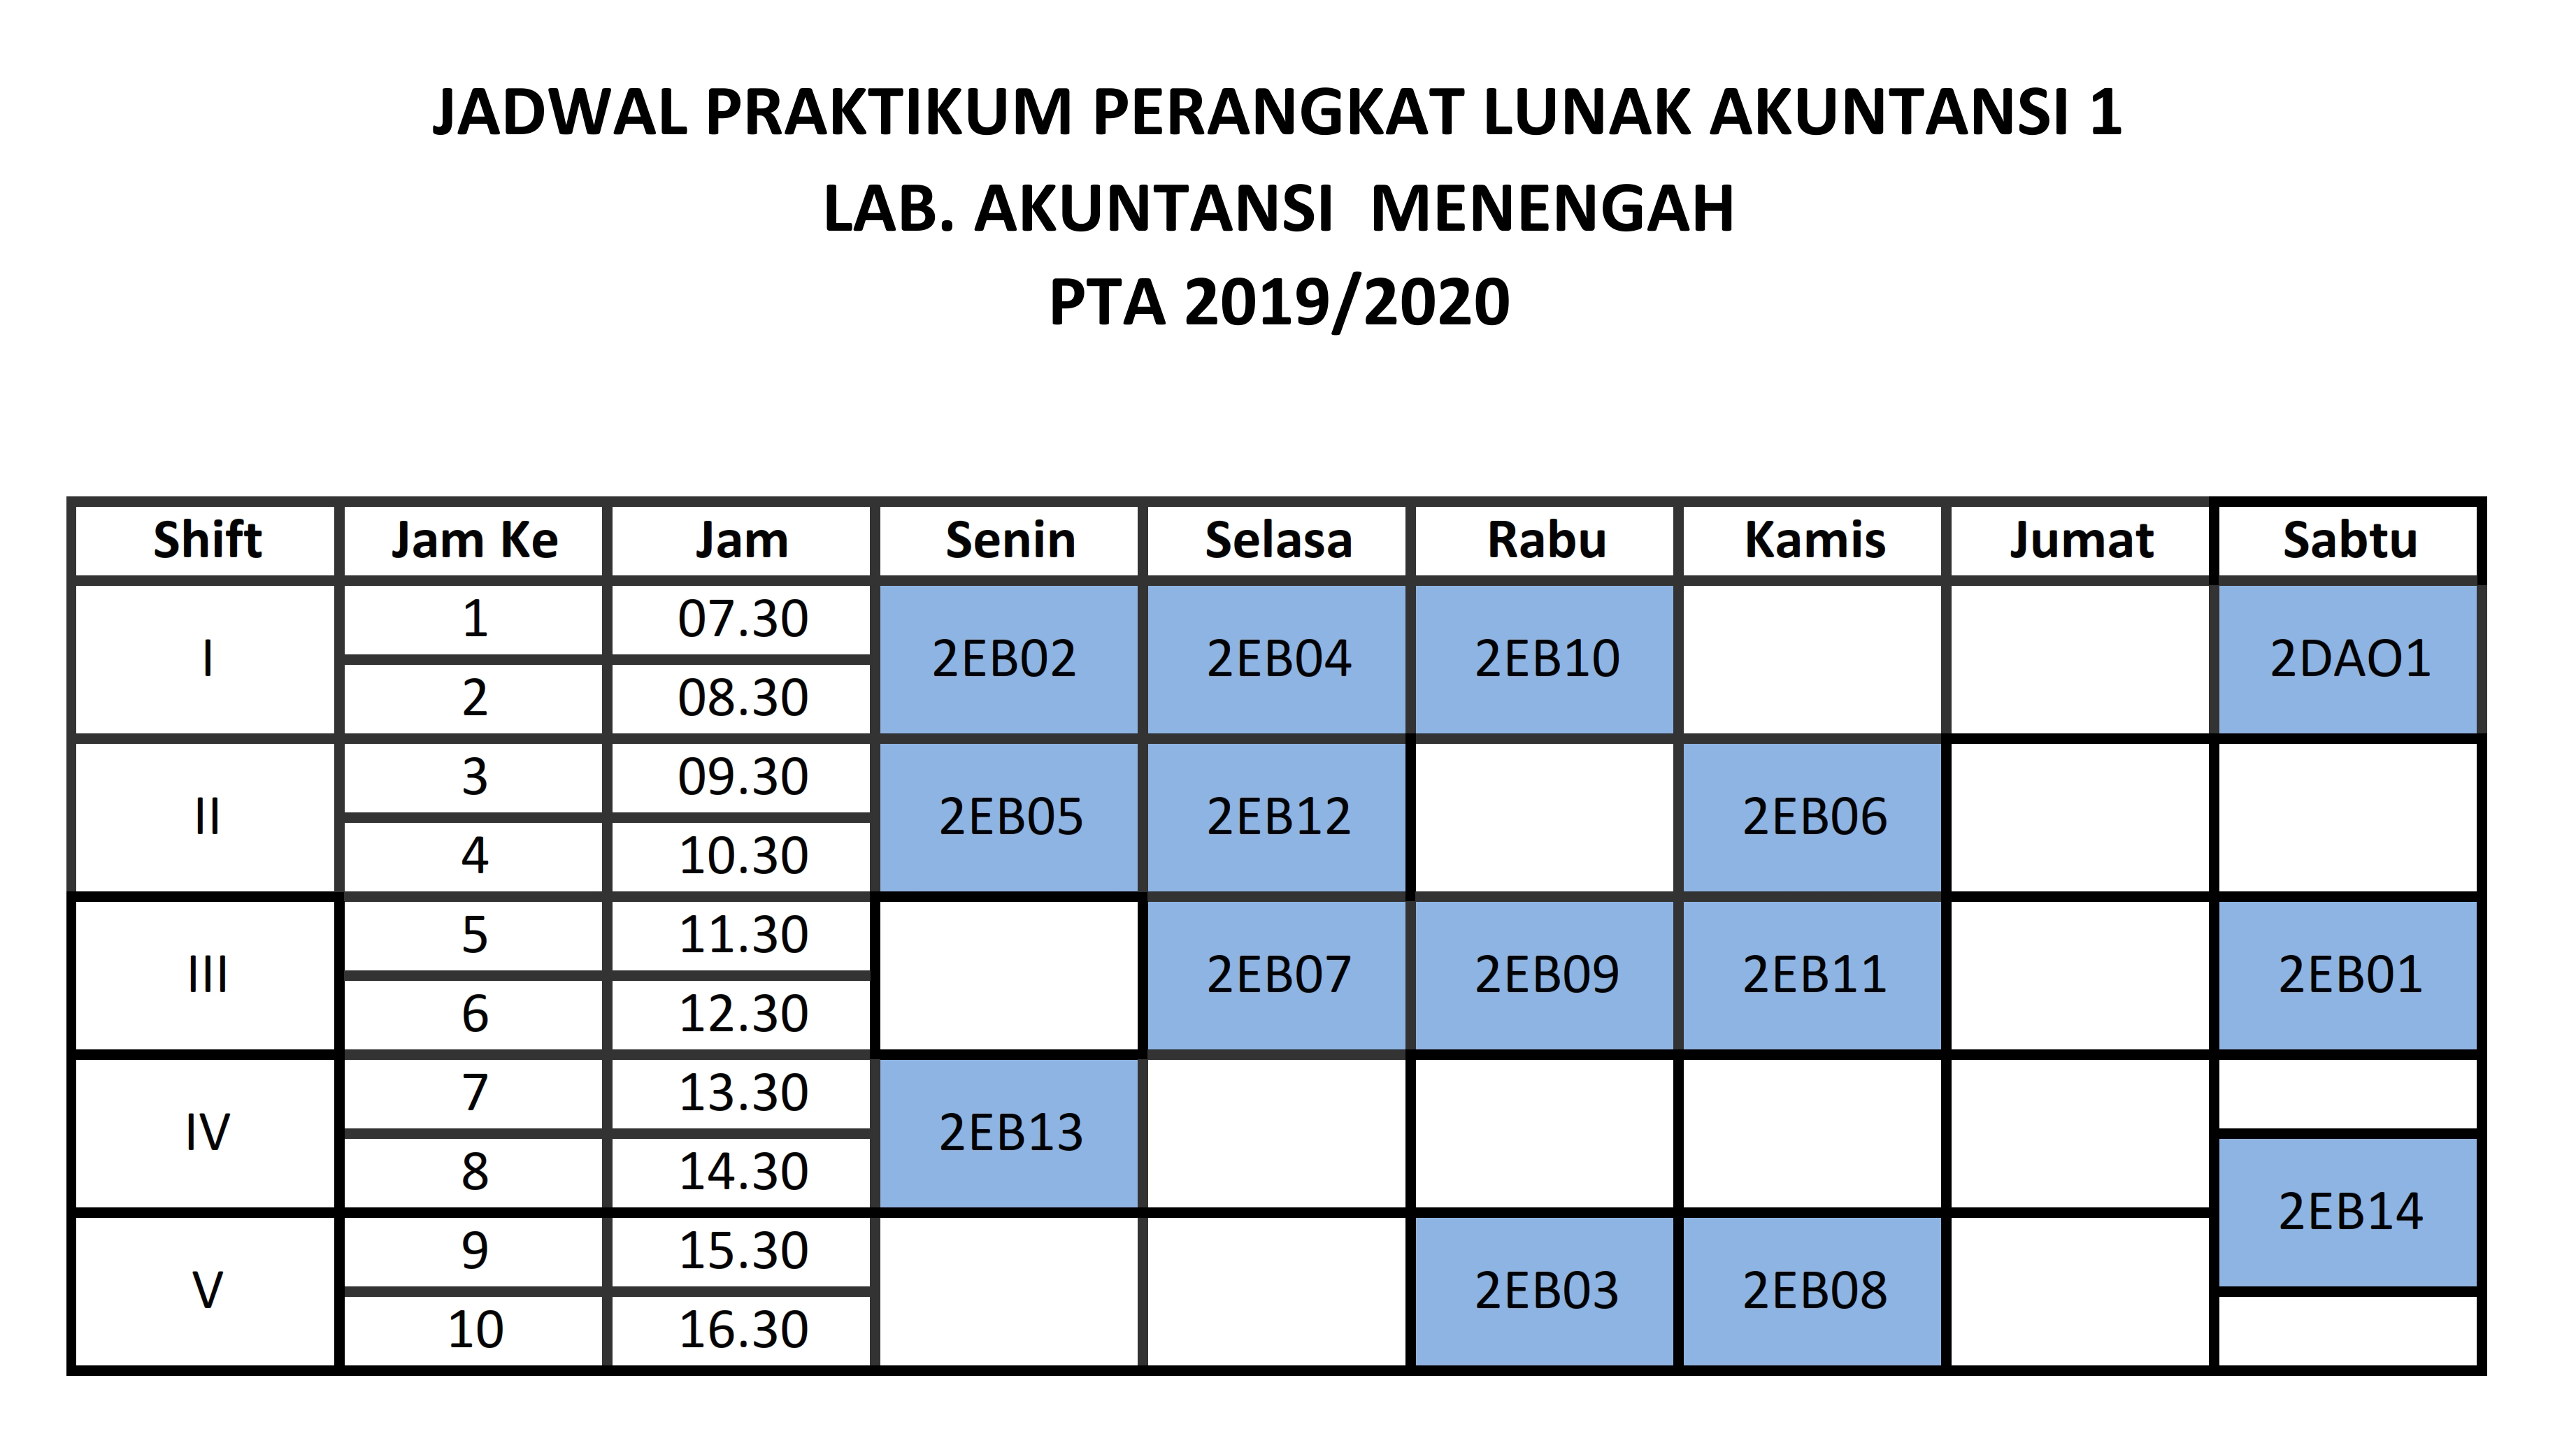 JADWAL PRAKTIKUM PERANGKAT LUNAK AKUNTANSI 1
LAB. AKUNTANSI MENENGAH
PTA 2019/2020
Shift Jam Ke Jam Senin Selasa Rabu Kamis Jumat Sabtu
I 1 07.30 2EB02 2EB04 2EB10 2DAO1
2 08.30
II 3 09.30 2EB05 2EB12 2EB06
4 10.30
III 5 11.30 2EB07 2EB09 2EB11 2EB01
6 12.30
IV 7 13.30 2EB13
8 14.30 2EB14
V 9 15.30 2EB03 2EB08
10 16.30